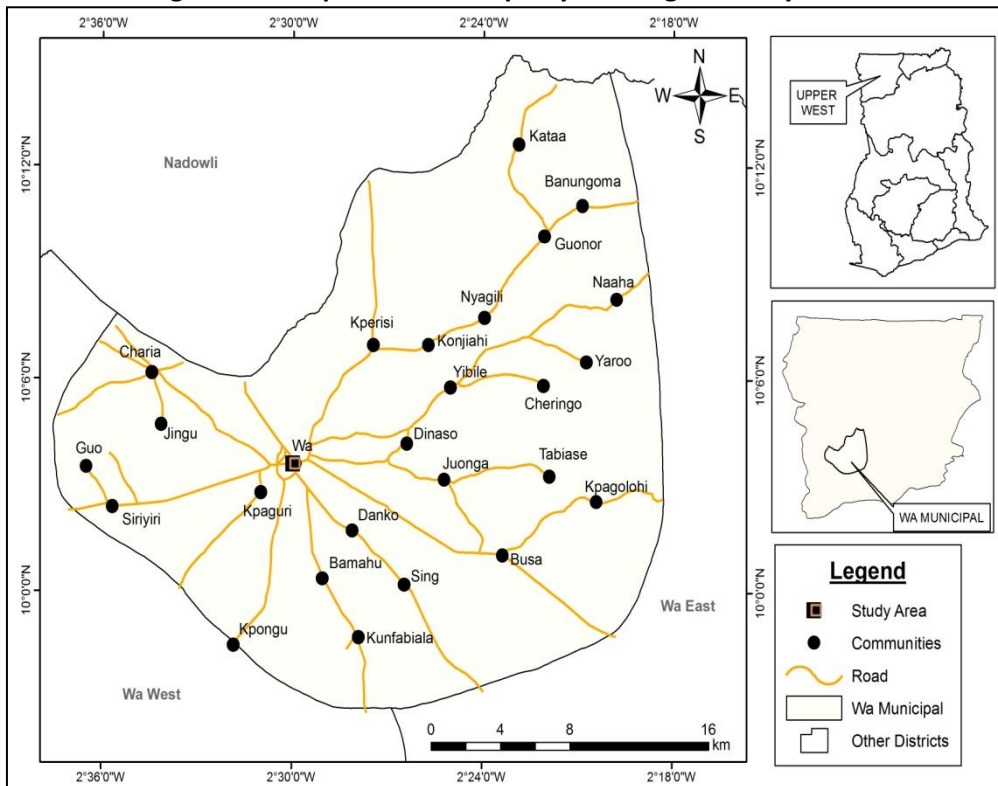 2°36'0"W
2°30'0"W
2°24'0"W
2°18'0"W
N
W
E
S
10°12'0"N
10°6'0"N
10°0'0"N
10°12'0"N
10°6'0"N
10°0'0"N
Nadowli
Kataa
Banungoma
Guonor
Naaha
Nyagili
Kperisi
Konjiahi
Yaroo
Charia
Yibile
Cheringo
Jingu
Dinaso
Guo
Wa
Juonga
Tabiase
Kpagolohi
Siriyiri
Kpaguri
Danko
Bamahu
Busa
Sing
Wa East
Kpongu
Kunfabiala
Wa West
0
4
8
16
km
2°36'0"W
2°30'0"W
2°24'0"W
2°18'0"W
UPPER
WEST
WA MUNICIPAL
Legend
Study Area
Communities
Road
Wa Municipal
Other Districts